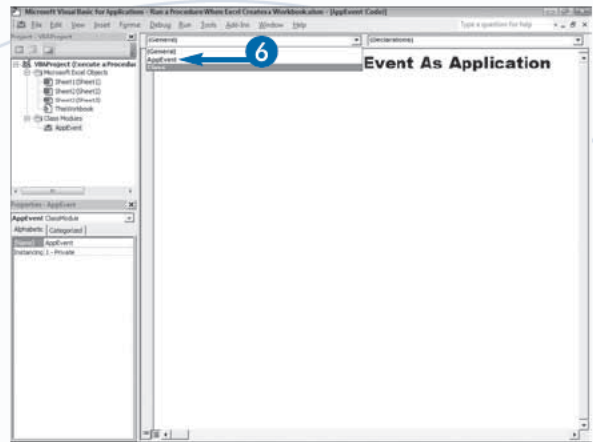 Microsoft Visual Basic for Applications - Run a Procedure When Excel Creates a Workbook.xlsm - [AppEvent (Code)]
File Edit View Insert Format Debug Run Tools Add-Ins Window Help Type a question for help
Project - VBAProject
(General) (Declarations)
(General)
AppEvent
Class
6
Event As Application
VBAProject (Execute a Procedur
Microsoft Excel Objects
Sheet1 (Sheet1)
Sheet2 (Sheet2)
Sheet3 (Sheet3)
ThisWorkbook
Class Modules
AppEvent
Properties - AppEvent
AppEvent ClassModule
Alphabetic Categorized
(Name) AppEvent
Instancing 1 - Private